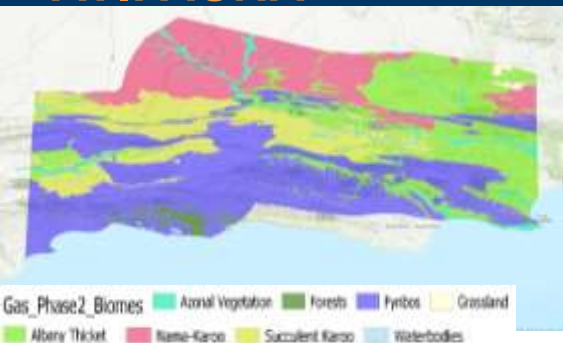 Gas_Phase2_Biomes Azonal Vegetation Forests Fynbos Grassland
Albany Thicket Nama-Karoo Succulent Karoo Waterbodies